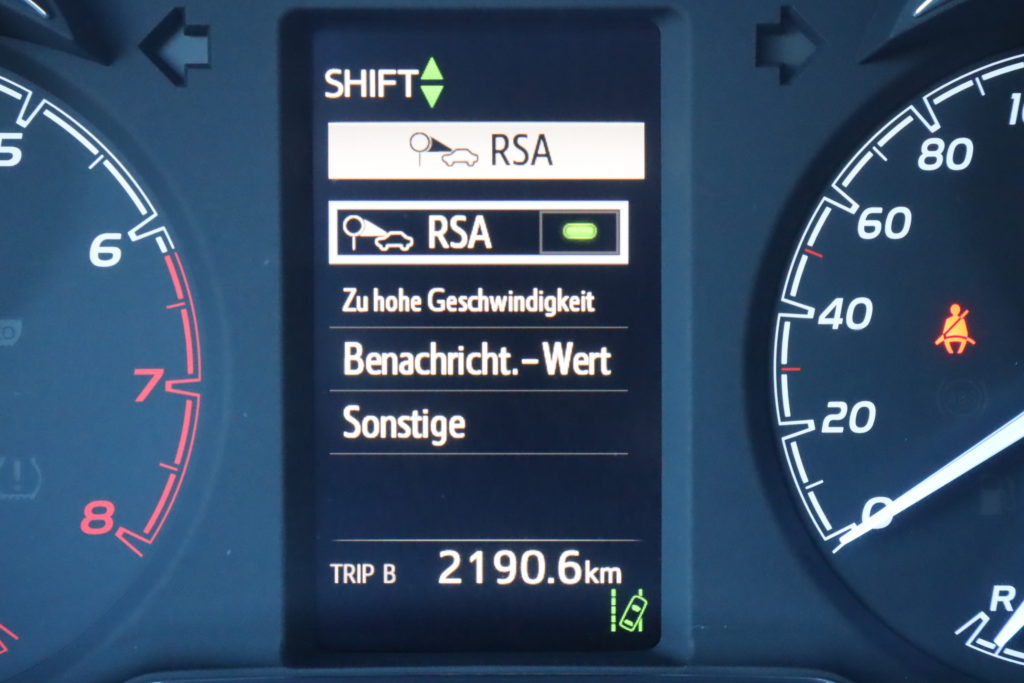 SHIFT
RSA
RSA
Zu hohe Geschwindigkeit
Benachricht.-Wert
Sonstige
TRIP B 2190.6km
5
6
7
8
80
60
40
20
0
R